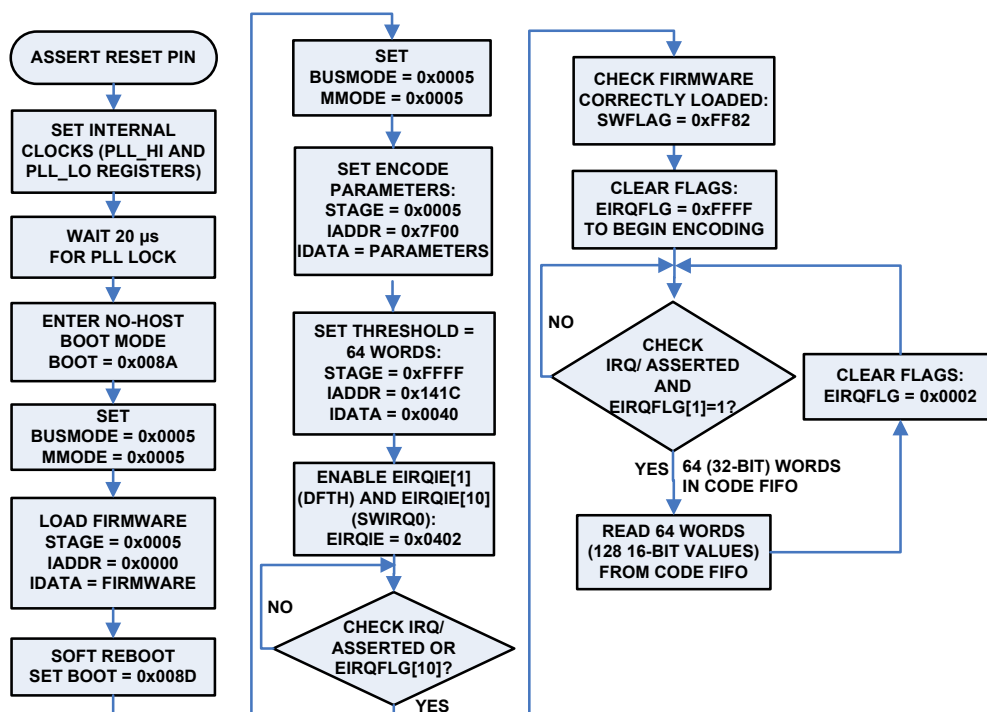 ASSERT RESET PIN
SET INTERNAL
CLOCKS (PLL_HI AND
PLL_LO REGISTERS)
WAIT 20 µs
FOR PLL LOCK
ENTER NO-HOST
BOOT MODE
BOOT = 0x008A
SET
BUSMODE = 0x0005
MMODE = 0x0005
LOAD FIRMWARE
STAGE = 0x0005
IADDR = 0x0000
IDATA = FIRMWARE
SOFT REBOOT
SET BOOT = 0x008D
SET
BUSMODE = 0x0005
MMODE = 0x0005
SET ENCODE
PARAMETERS:
STAGE = 0x0005
IADDR = 0x7F00
IDATA = PARAMETERS
SET THRESHOLD =
64 WORDS:
STAGE = 0xFFFF
IADDR = 0x141C
IDATA = 0x0040
ENABLE EIRQIE[1]
(DFTH) AND EIRQIE[10]
(SWIRQ0):
EIRQIE = 0x0402
NO
CHECK IRQ/
ASSERTED OR
EIRQFLG[10]?
YES
CHECK FIRMWARE
CORRECTLY LOADED:
SWFLAG = 0xFF82
CLEAR FLAGS:
EIRQFLG = 0xFFFF
TO BEGIN ENCODING
NO
CHECK
IRQ/ ASSERTED
AND
EIRQFLG[1]=1?
YES
64 (32-BIT) WORDS
IN CODE FIFO
READ 64 WORDS
(128 16-BIT VALUES)
FROM CODE FIFO
CLEAR FLAGS:
EIRQFLG = 0x0002